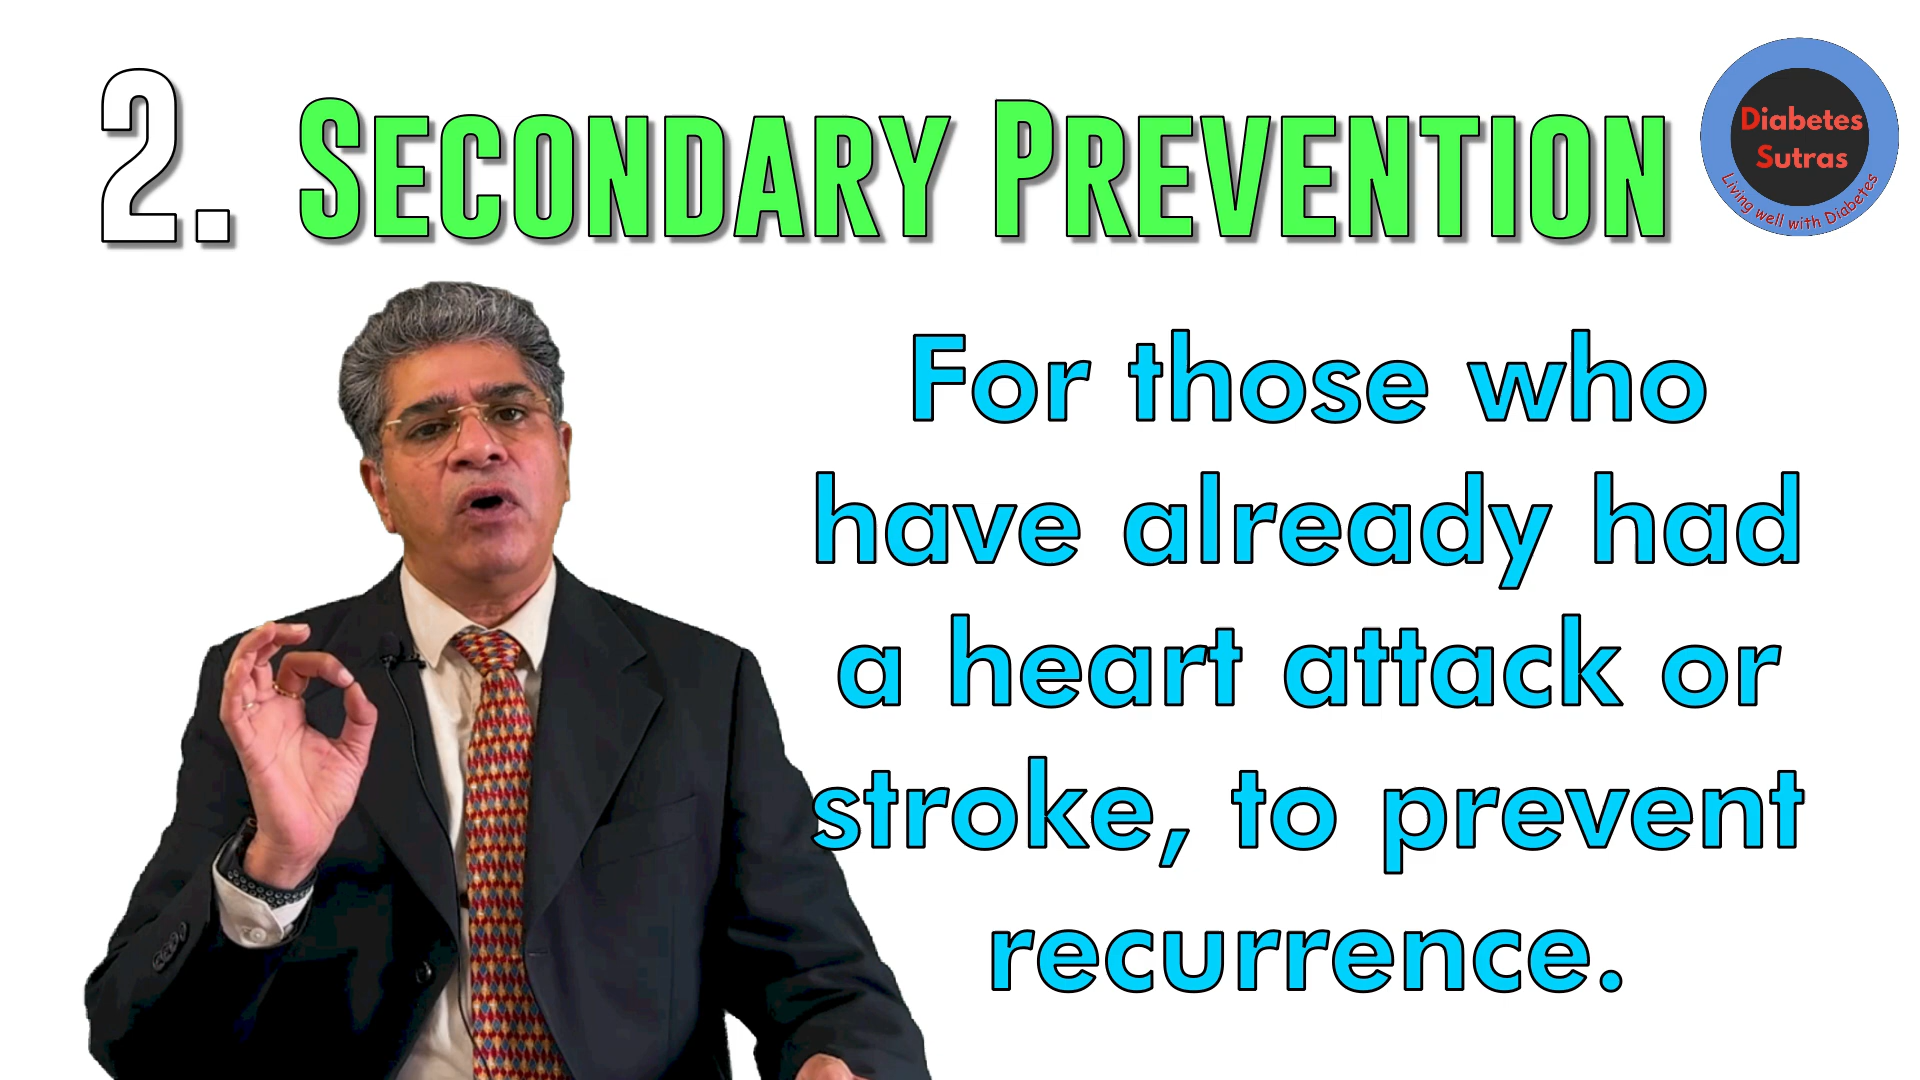 2. SECONDARY PREVENTION
Diabetes
Sutras
Living well with Diabetes
For those who
have already had
a heart attack or
stroke, to prevent
recurrence.